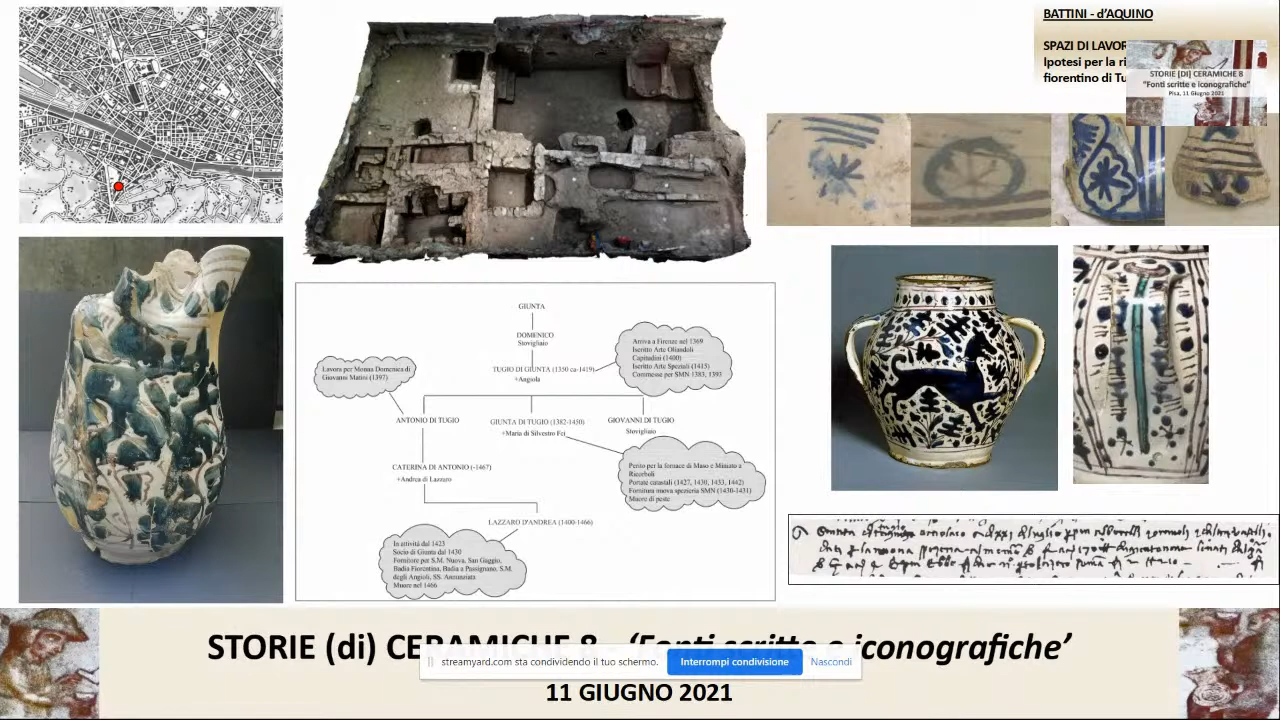 BATTINI - d'AQUINO
SPAZI DI LAVOR
Ipotesi per la ri
fiorentino di Tu
STORIE (DI) CERAMICHE 8
"Fonti scritte e iconografiche"
Pisa, 11 Giugno 2021
GIUNTA
DOMENICO
Stovigliaio
TUGIO DI GIUNTA (1350 ca-1419)
+Angiola
Arriva a Firenze nel 1369
Iscritto Arte Oliandoli
Capitudini (1400)
Iscritto Arte Speziali (1415)
Commesse per SMN 1383, 1393
Lavora per Monna Domenica di
Giovanni Matini (1397)
ANTONIO DI TUGIO
GIUNTA DI TUGIO (1382-1450)
+Maria di Silvestro Fei
GIOVANNI DI TUGIO
Stovigliaio
Perito per la fornace di Maso e Miniato a
Ricorboli
Portate catastali (1427, 1430, 1433, 1442)
Fornitura nuova spezieria SMN (1430-1431)
Muore di peste
CATERINA DI ANTONIO (-1467)
+Andrea di Lazzero
LAZZARO D'ANDREA (1400-1466)
In attività dal 1423
Socio di Giunta dal 1430
Fornitore per S.M. Nuova, San Gaggio,
Badia Fiorentina, Badia a Passignano, S.M.
degli Angioli, SS. Annunziata
Muore nel 1466
STORIE (di) CERAMICHE 8 - 'Fonti scritte e iconografiche'
streamyard.com sta condividendo il tuo schermo. Interrompi condivisione Nascondi
11 GIUGNO 2021